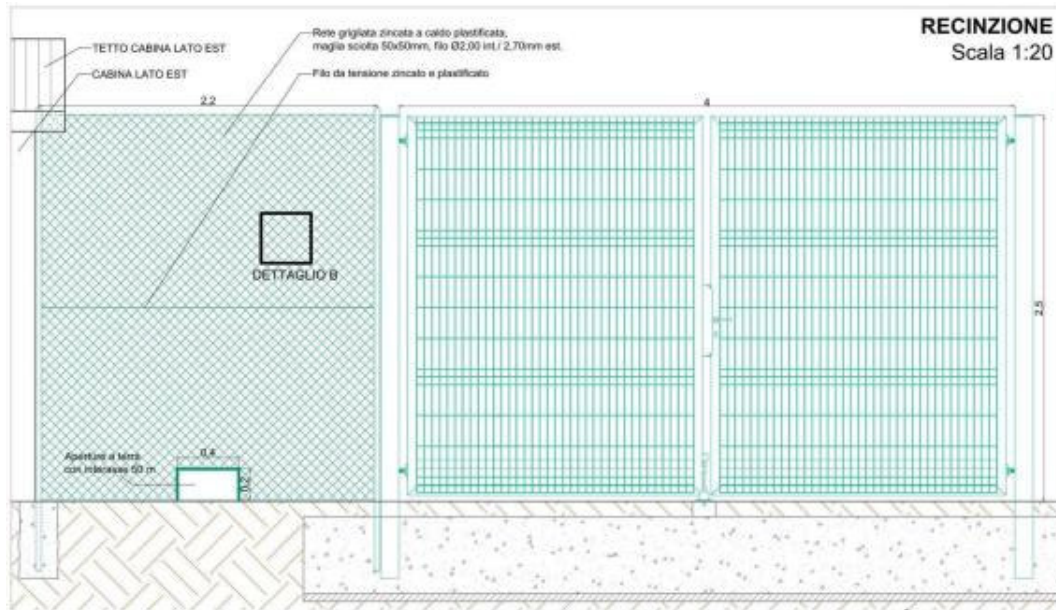 RECINZIONE
Scala 1:20
TETTO CABINA LATO EST
CABINA LATO EST
Rete grigliata zincata a caldo plastificata,
maglia sciolta 50x50mm, filo Ø2,00 int./ 2,70mm est.
Filo da tensione zincato e plastificato
2,2
4
DETTAGLIO B
2,5
Aperture a terra
con interasse 50 m
0,4
0,2